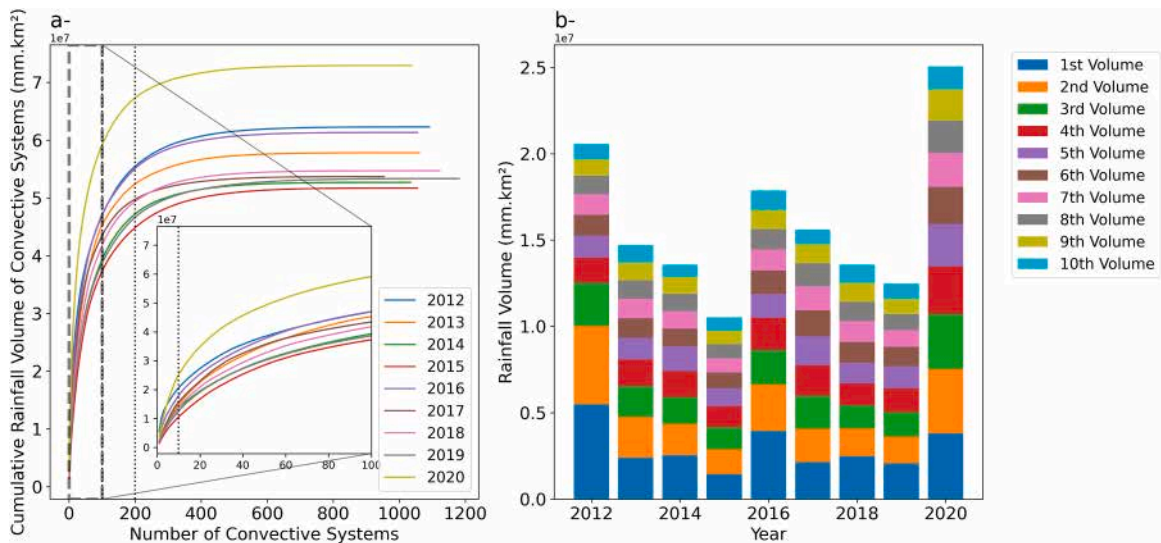 a-
1e7
Cumulative Rainfall Volume of Convective Systems (mm.km²)
7
6
5
4
3
2
1
0
0 200 400 600 800 1000 1200
Number of Convective Systems
1e7
7
6
5
4
3
2
1
0
0 20 40 60 80 100
2012
2013
2014
2015
2016
2017
2018
2019
2020
b-
1e7
Rainfall Volume (mm.km²)
2.5
2.0
1.5
1.0
0.5
0.0
2012 2014 2016 2018 2020
Year
1st Volume
2nd Volume
3rd Volume
4th Volume
5th Volume
6th Volume
7th Volume
8th Volume
9th Volume
10th Volume